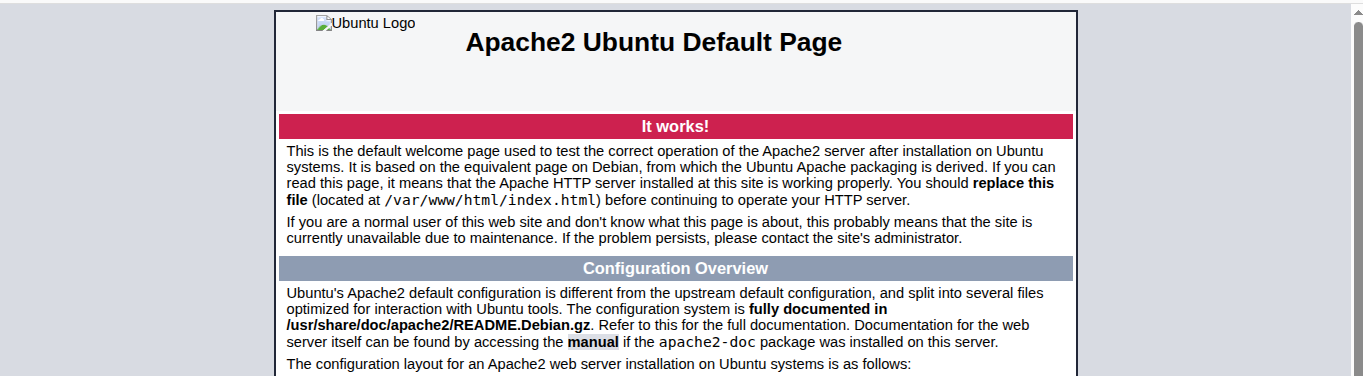 Ubuntu Logo
Apache2 Ubuntu Default Page
It works!
This is the default welcome page used to test the correct operation of the Apache2 server after installation on Ubuntu
systems. It is based on the equivalent page on Debian, from which the Ubuntu Apache packaging is derived. If you can
read this page, it means that the Apache HTTP server installed at this site is working properly. You should replace this
file (located at /var/www/html/index.html) before continuing to operate your HTTP server.
If you are a normal user of this web site and don't know what this page is about, this probably means that the site is
currently unavailable due to maintenance. If the problem persists, please contact the site's administrator.
Configuration Overview
Ubuntu's Apache2 default configuration is different from the upstream default configuration, and split into several files
optimized for interaction with Ubuntu tools. The configuration system is fully documented in
/usr/share/doc/apache2/README.Debian.gz. Refer to this for the full documentation. Documentation for the web
server itself can be found by accessing the manual if the apache2-doc package was installed on this server.
The configuration layout for an Apache2 web server installation on Ubuntu systems is as follows: